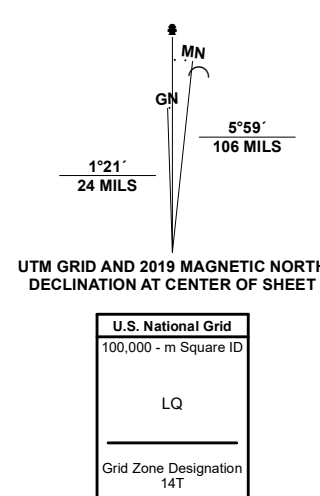 MN
GN
5°59´
106 MILS
1°21´
24 MILS
UTM GRID AND 2019 MAGNETIC NORTH
DECLINATION AT CENTER OF SHEET
U.S. National Grid
100,000 - m Square ID
LQ
Grid Zone Designation
14T